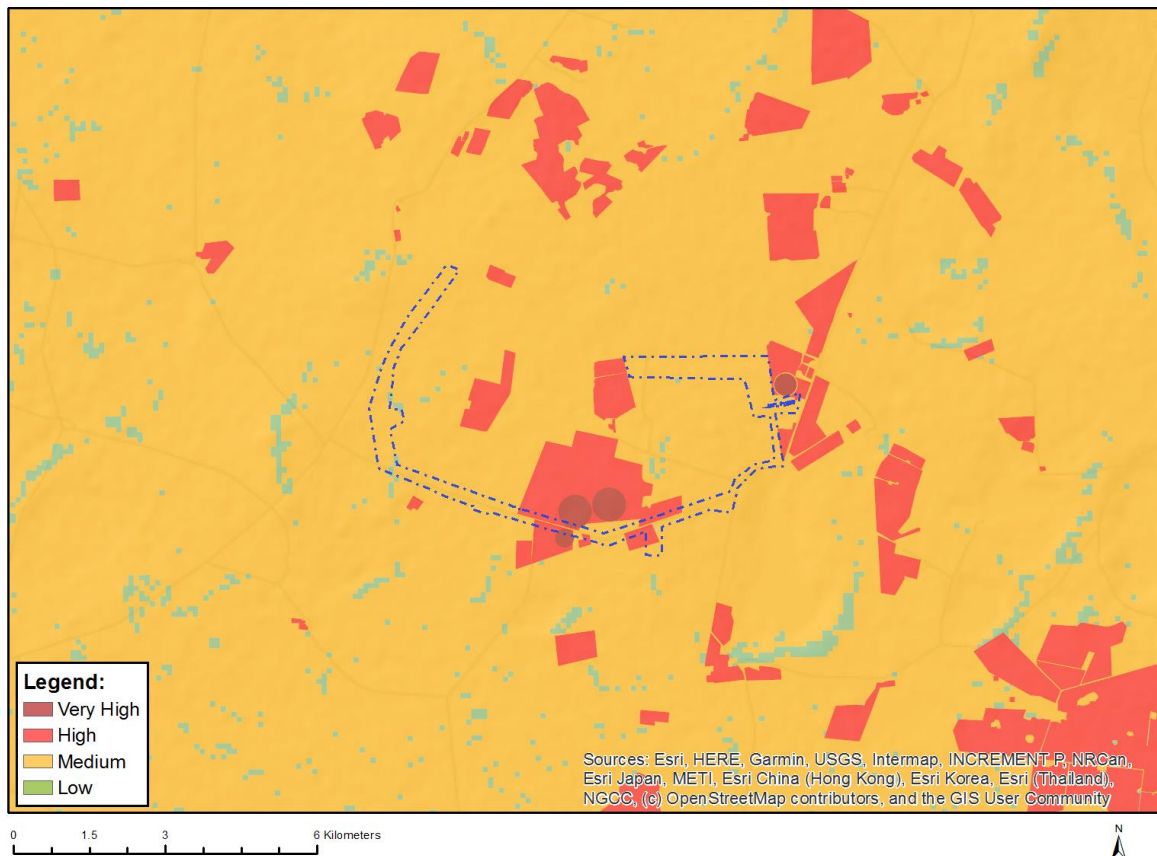 Legend:
Very High
High
Medium
Low
Sources: Esri, HERE, Garmin, USGS, Intermap, INCREMENT P, NRCan,
Esri Japan, METI, Esri China (Hong Kong), Esri Korea, Esri (Thailand),
NGCC, (c) OpenStreetMap contributors, and the GIS User Community
0 1.5 3 6 Kilometers
N